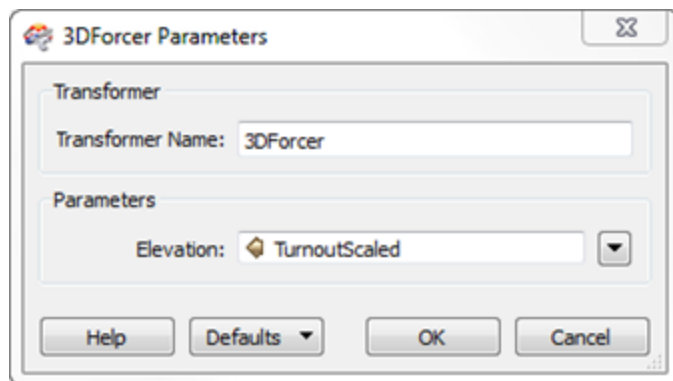 3DForcer Parameters
Transformer
Transformer Name: 3DForcer
Parameters
Elevation: TurnoutScaled
Help Defaults OK Cancel